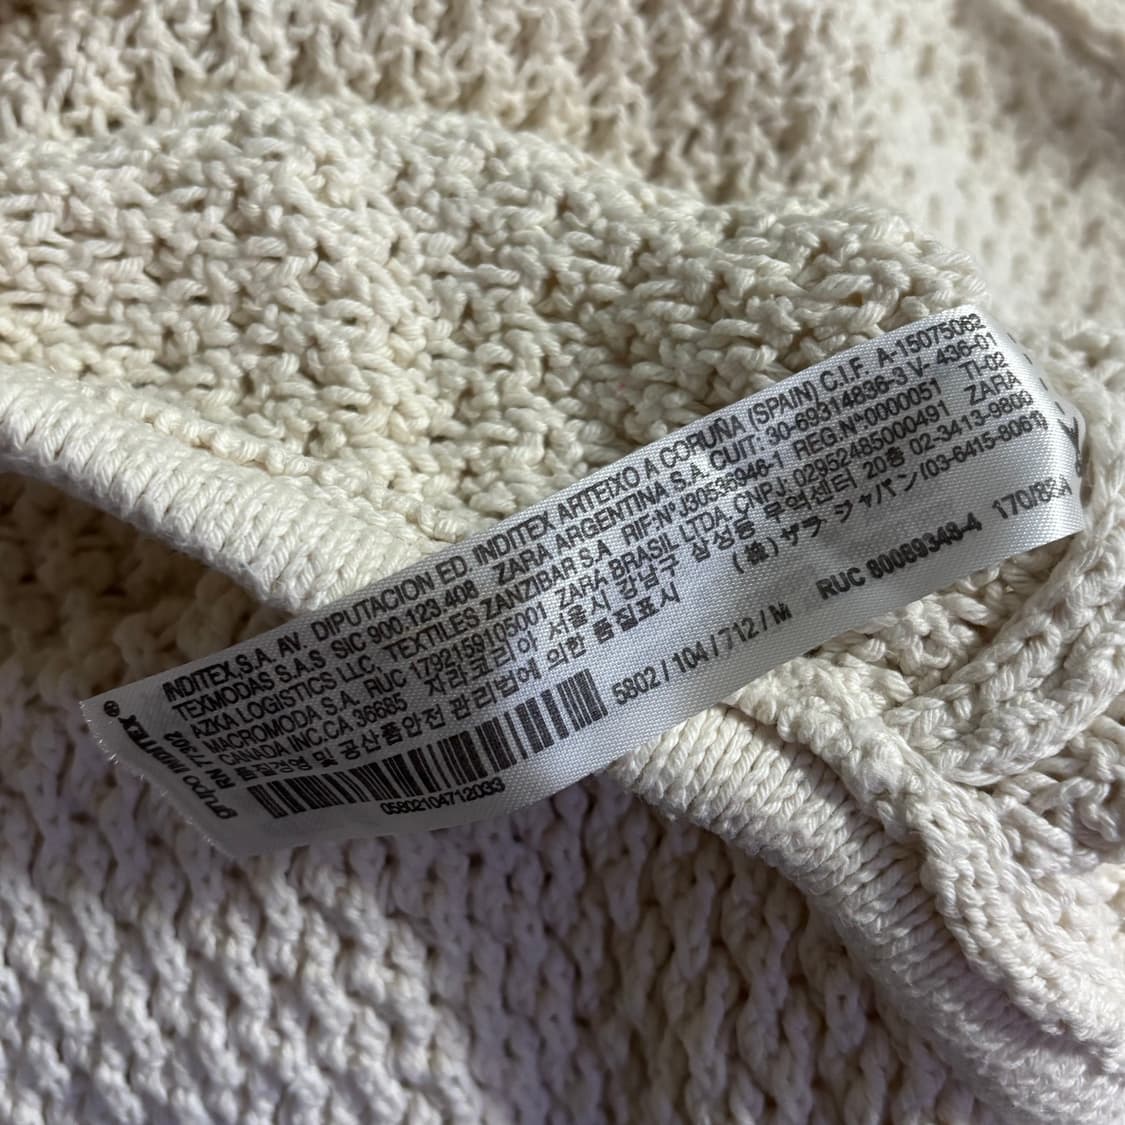 INDITEX,S.A. AV. DIPUTACION ED INDITEX ARTEIXO A CORUÑA (SPAIN) C.I.F. A-15075062
TEXMODAS S.A.S SIC 900.123.408 ZARA ARGENTINA S.A. CUIT: 30-69314836-3 V- 436-01
AZKA LOGISTICS LLC, TEXTILES ZANZIBAR S.A RIF:NºJ30536946-1 REG.Nº0000051 TI-02
MACROMODA S.A. RUC 1792159105001 ZARA BRASIL LTDA, CNPJ: 02952485000491 ZARA
CANADA INC.CA 36685 자라코리아 서울시 강남구 삼성동 무역센터 20층 02-3413-9800
품질경영 및 공산품안전 관리법에 의한 품질표시 (株)ザラ ジャパン(03-6415-8061)
5802/104/712/M RUC 80089348-4 170/88A
05802104712033
GRUPO INDITEX®
RN 77302